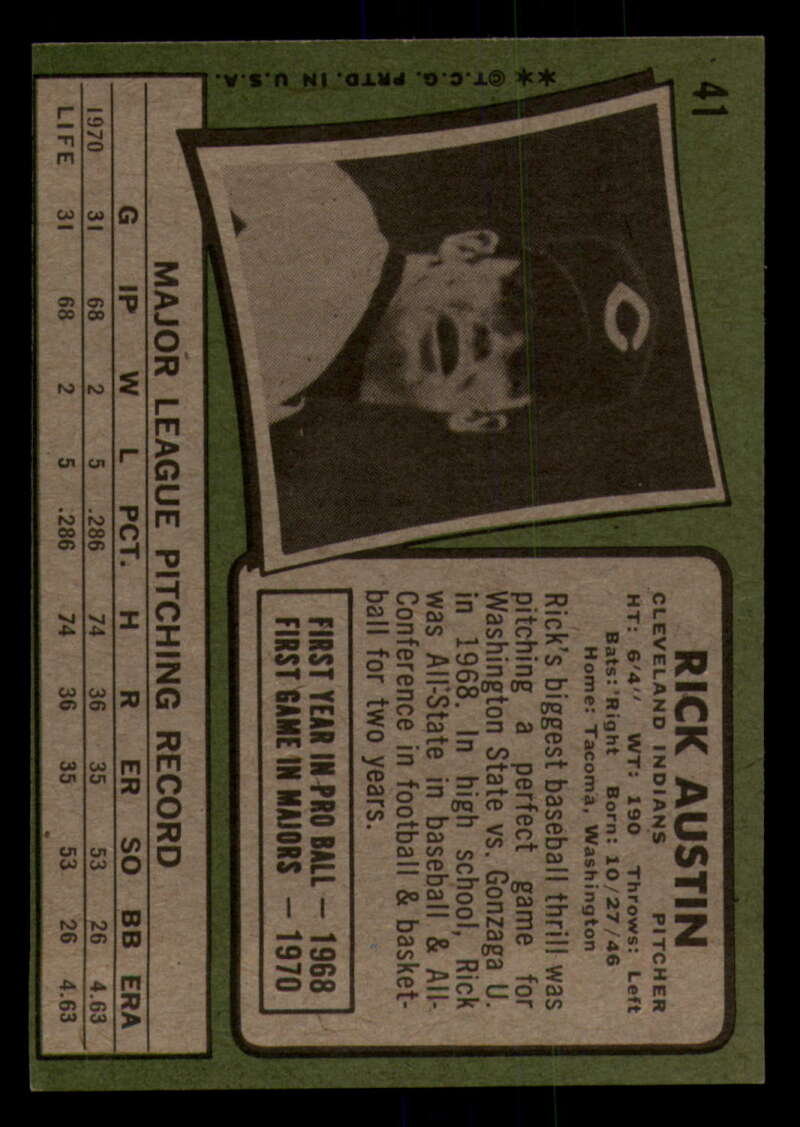 41
**©T.C.G. PRTD. IN U.S.A.
C
RICK AUSTIN
CLEVELAND INDIANS PITCHER
HT: 6'4" WT: 190 Throws: Left
Bats: Right Born: 10/27/46
Home: Tacoma, Washington
Rick's biggest baseball thrill was
pitching a perfect game for
Washington State vs. Gonzaga U.
in 1968. In high school, Rick
was All-State in baseball & All-
Conference in football & basket-
ball for two years.
FIRST YEAR IN PRO BALL — 1968
FIRST GAME IN MAJORS — 1970
MAJOR LEAGUE PITCHING RECORD
G IP W L PCT. H R ER SO BB ERA
1970 31 68 2 5 .286 74 36 35 53 26 4.63
LIFE 31 68 2 5 .286 74 36 35 53 26 4.63